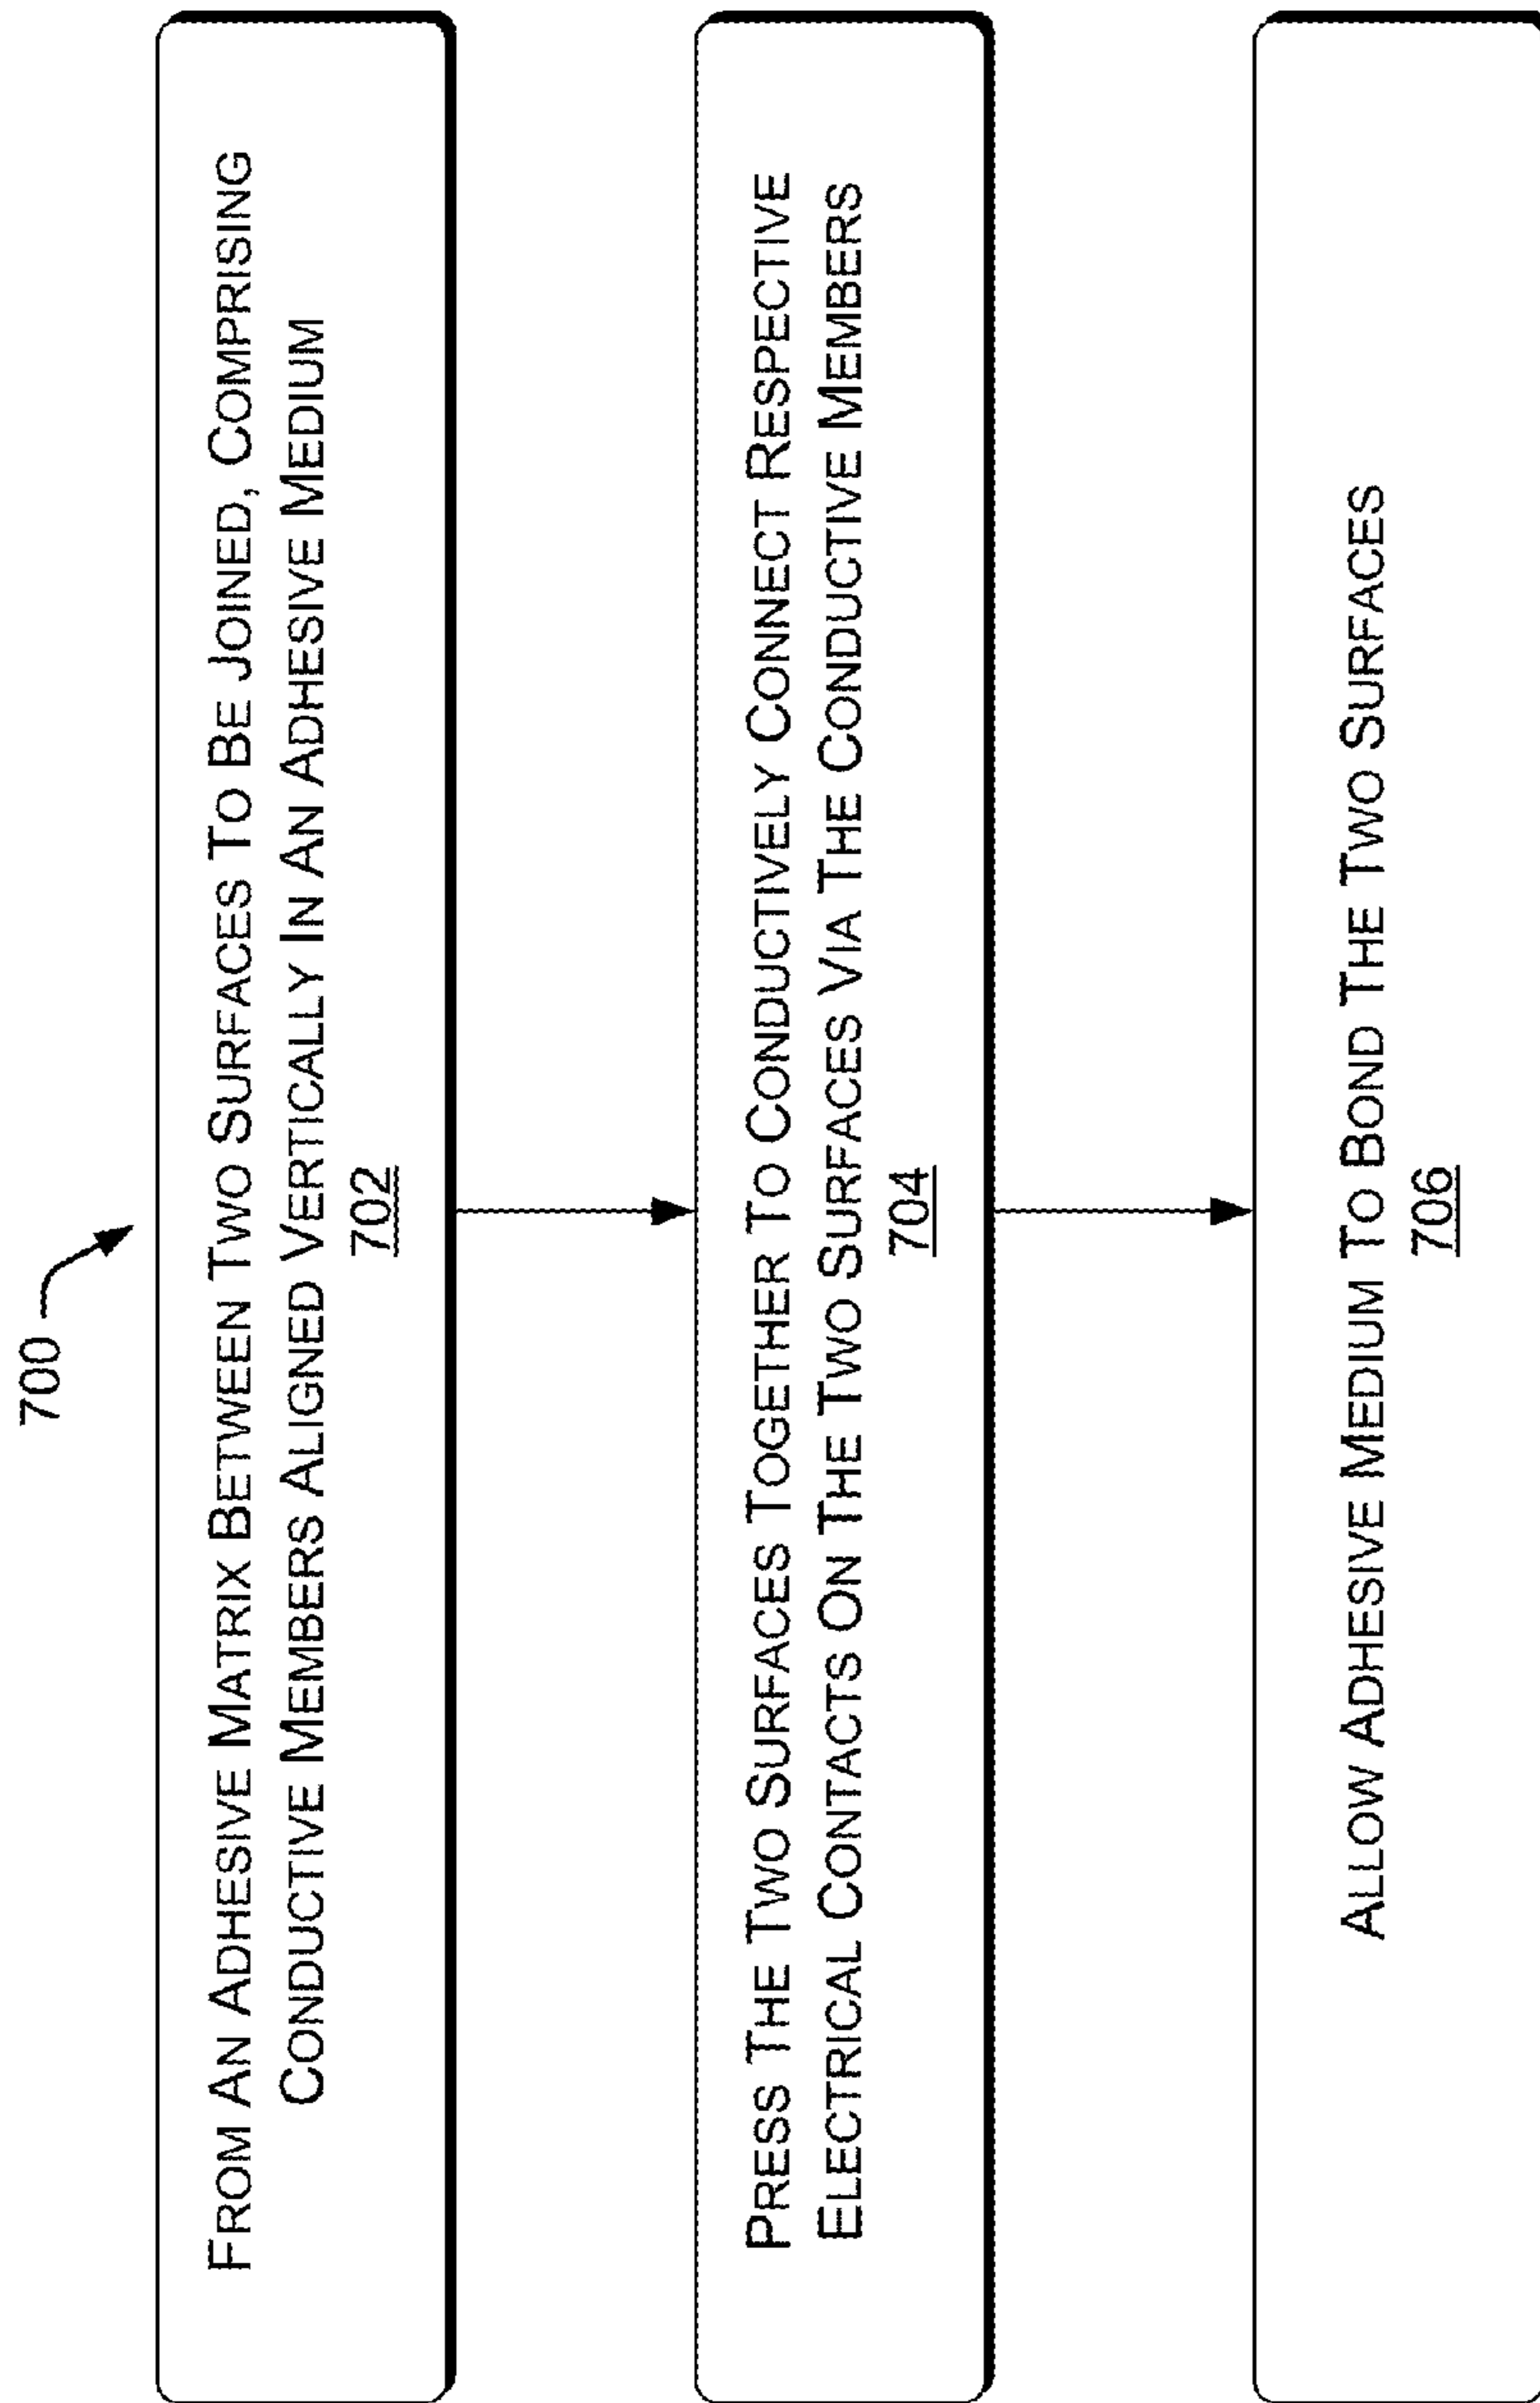 700
FROM AN ADHESIVE MATRIX BETWEEN TWO SURFACES TO BE JOINED, COMPRISING
CONDUCTIVE MEMBERS ALIGNED VERTICALLY IN AN ADHESIVE MEDIUM
702
PRESS THE TWO SURFACES TOGETHER TO CONDUCTIVELY CONNECT RESPECTIVE
ELECTRICAL CONTACTS ON THE TWO SURFACES VIA THE CONDUCTIVE MEMBERS
704
ALLOW ADHESIVE MEDIUM TO BOND THE TWO SURFACES
706